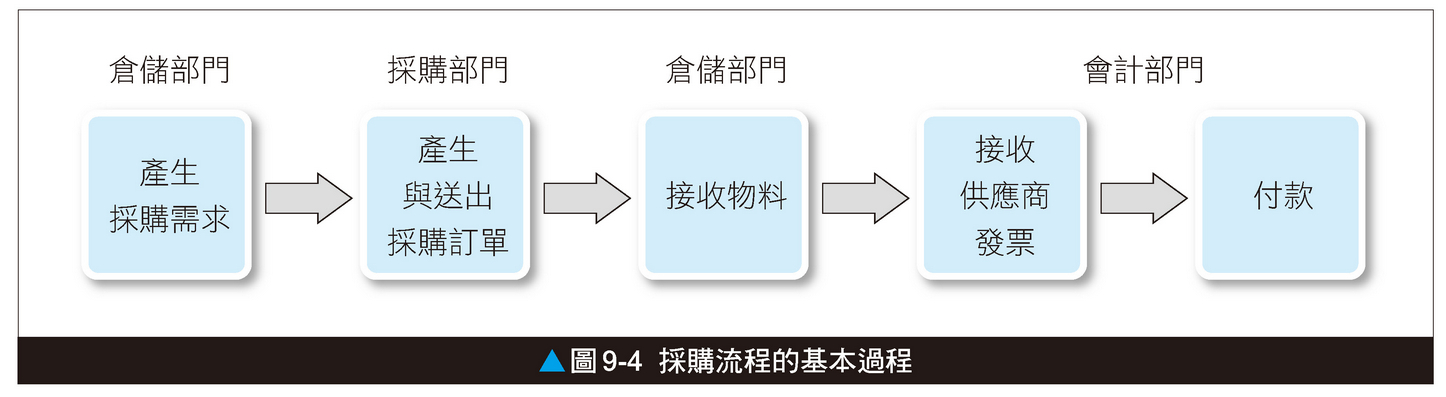 倉儲部門
採購部門
倉儲部門
會計部門
產生
採購需求
產生
與送出
採購訂單
接收物料
接收
供應商
發票
付款
▲圖9-4 採購流程的基本過程